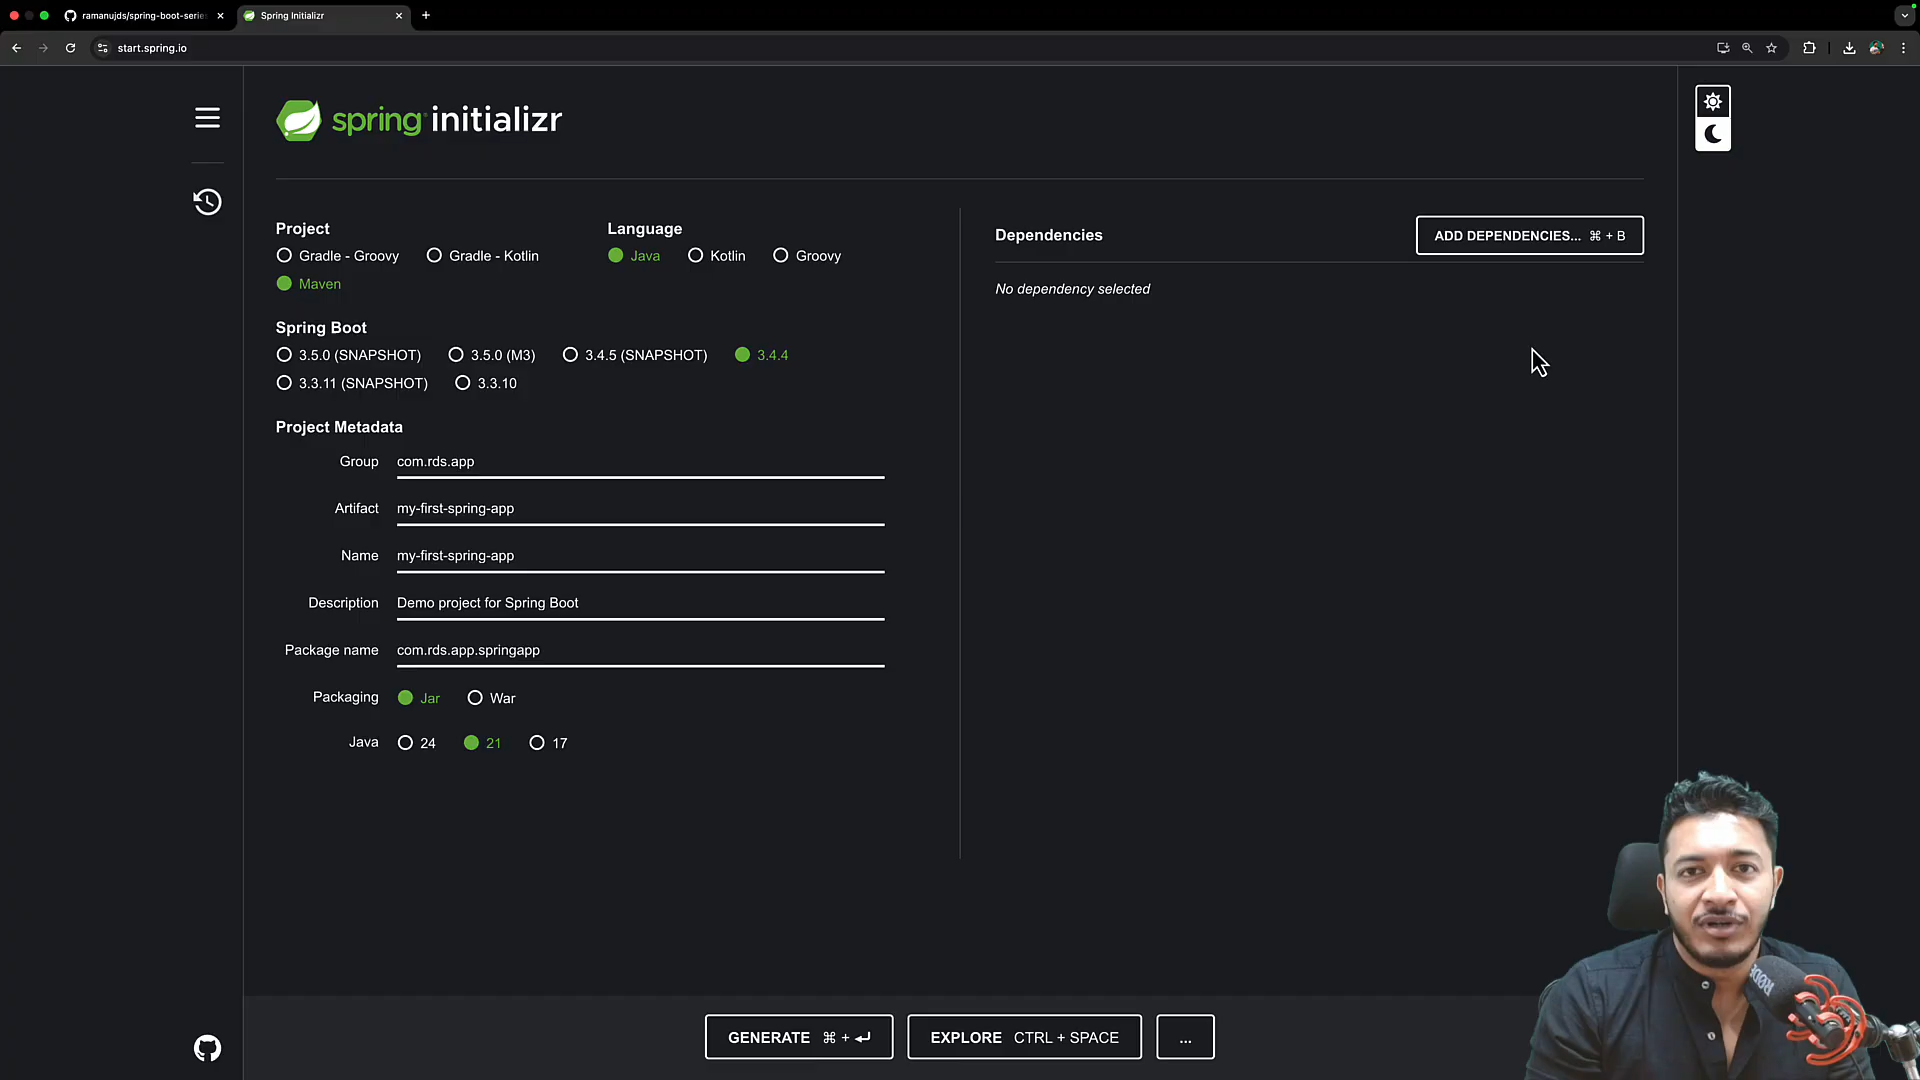 ramanujds/spring-boot-serie
Spring Initializr
start.spring.io
spring initializr
Project
Gradle - Groovy
Gradle - Kotlin
Maven
Language
Java
Kotlin
Groovy
Spring Boot
3.5.0 (SNAPSHOT)
3.5.0 (M3)
3.4.5 (SNAPSHOT)
3.4.4
3.3.11 (SNAPSHOT)
3.3.10
Project Metadata
Group com.rds.app
Artifact my-first-spring-app
Name my-first-spring-app
Description Demo project for Spring Boot
Package name com.rds.app.springapp
Packaging Jar War
Java 24 21 17
Dependencies
ADD DEPENDENCIES... ⌘ + B
No dependency selected
GENERATE ⌘ + ⏎
EXPLORE CTRL + SPACE
...
RØDE